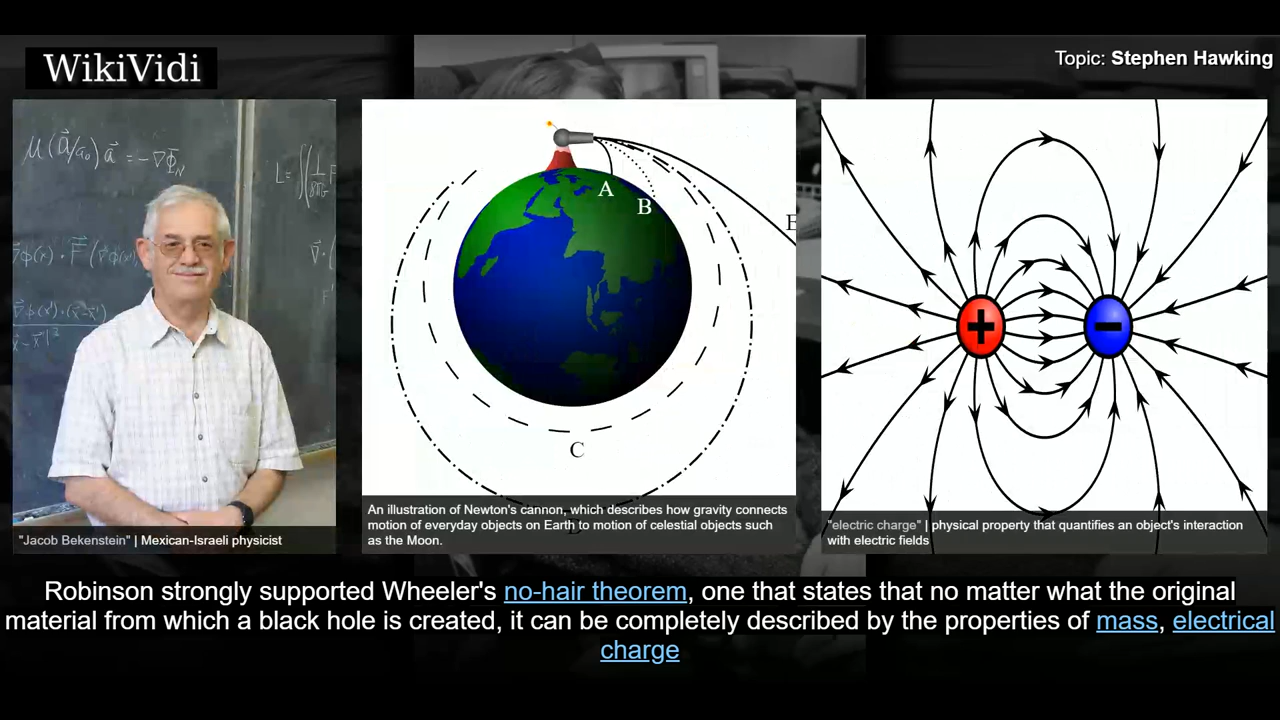 WikiVidi
Topic: Stephen Hawking
"Jacob Bekenstein" | Mexican-Israeli physicist
A
B
C
An illustration of Newton's cannon, which describes how gravity connects
motion of everyday objects on Earth to motion of celestial objects such
as the Moon.
+
−
"electric charge" | physical property that quantifies an object's interaction
with electric fields
Robinson strongly supported Wheeler's no-hair theorem, one that states that no matter what the original
material from which a black hole is created, it can be completely described by the properties of mass, electrical
charge